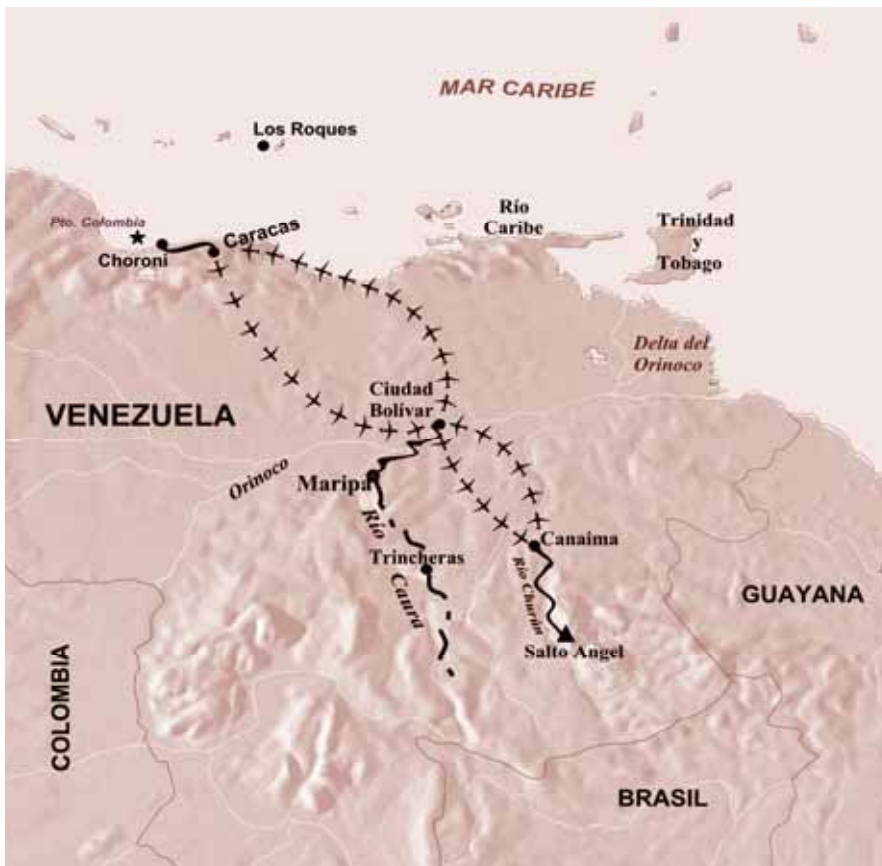 MAR CARIBE
Los Roques
Pto. Colombia
Choroni
Caracas
Río
Caribe
Trinidad
y
Tobago
Delta del
Orinoco
Ciudad
Bolívar
VENEZUELA
Orinoco
Maripa
Río
Trincheras
Caura
Canaima
Río Churún
Salto Angel
GUAYANA
COLOMBIA
BRASIL